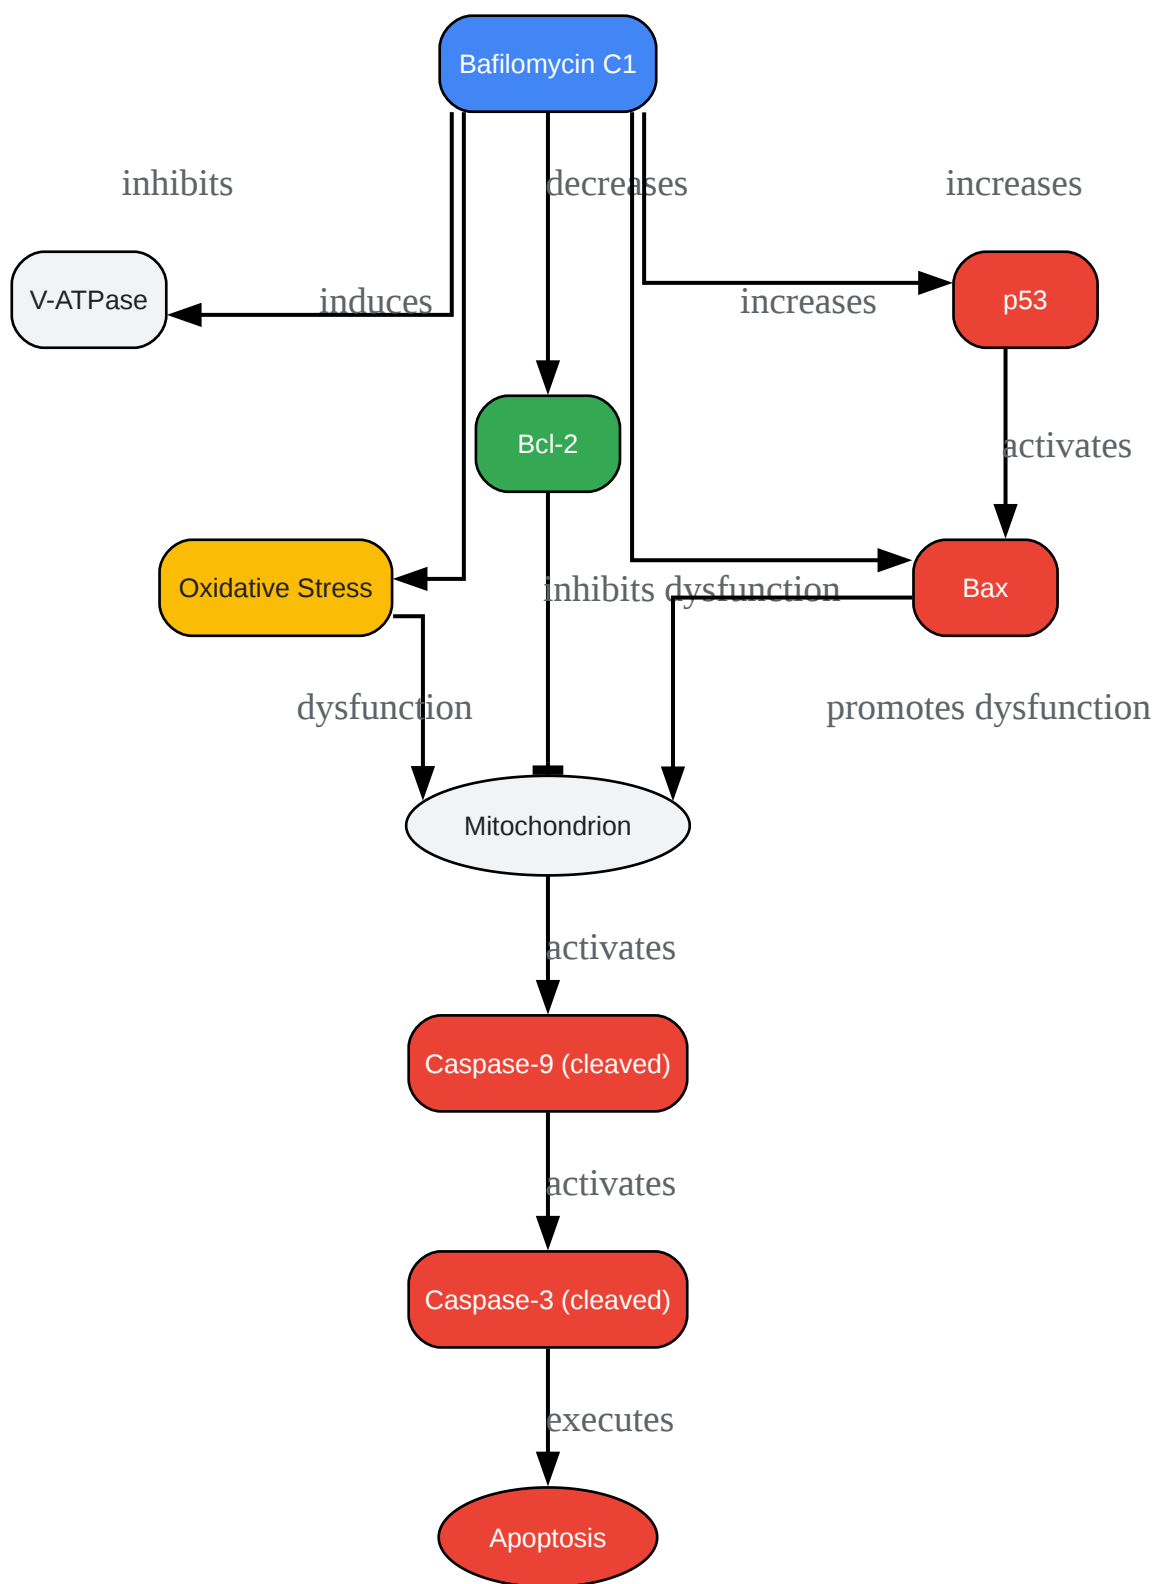 Bafilomycin C1
inhibits
decreases
increases
V-ATPase
induces
increases
p53
Bcl-2
activates
Oxidative Stress
inhibits dysfunction
Bax
dysfunction
promotes dysfunction
Mitochondrion
activates
Caspase-9 (cleaved)
activates
Caspase-3 (cleaved)
executes
Apoptosis